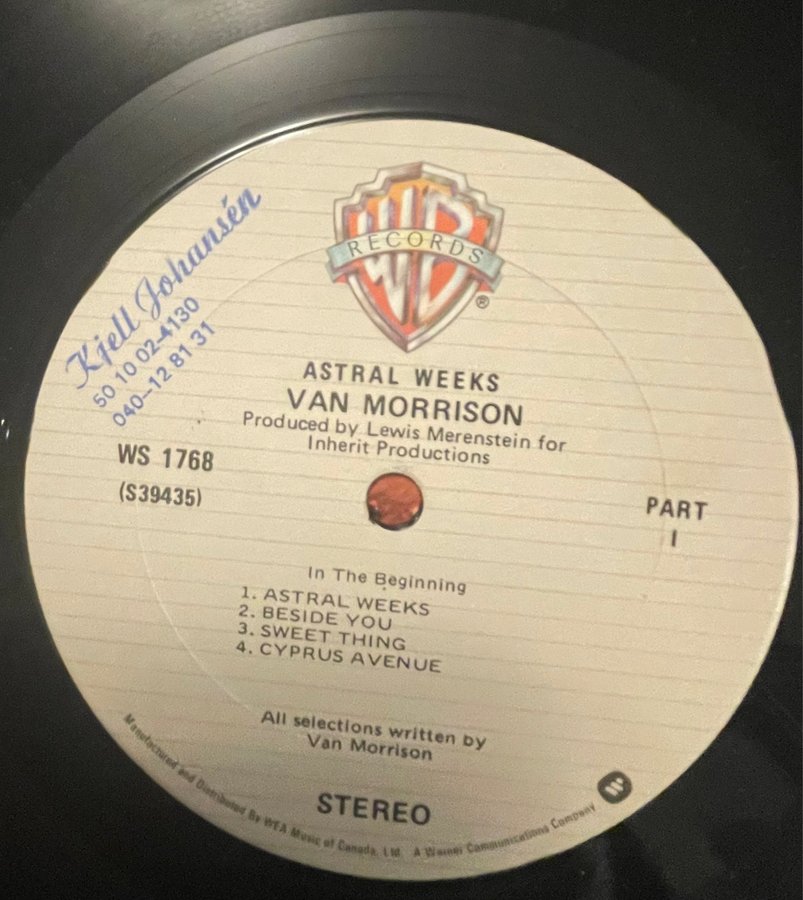 WB
RECORDS
®
Kjell Johansén
50 10 02-4130
040--12 81 31
ASTRAL WEEKS
VAN MORRISON
Produced by Lewis Merenstein for
Inherit Productions
WS 1768
(S39435)
PART
I
In The Beginning
1. ASTRAL WEEKS
2. BESIDE YOU
3. SWEET THING
4. CYPRUS AVENUE
All selections written by
Van Morrison
STEREO
Manufactured and Distributed By WEA Music of Canada, Ltd. A Warner Communications Company